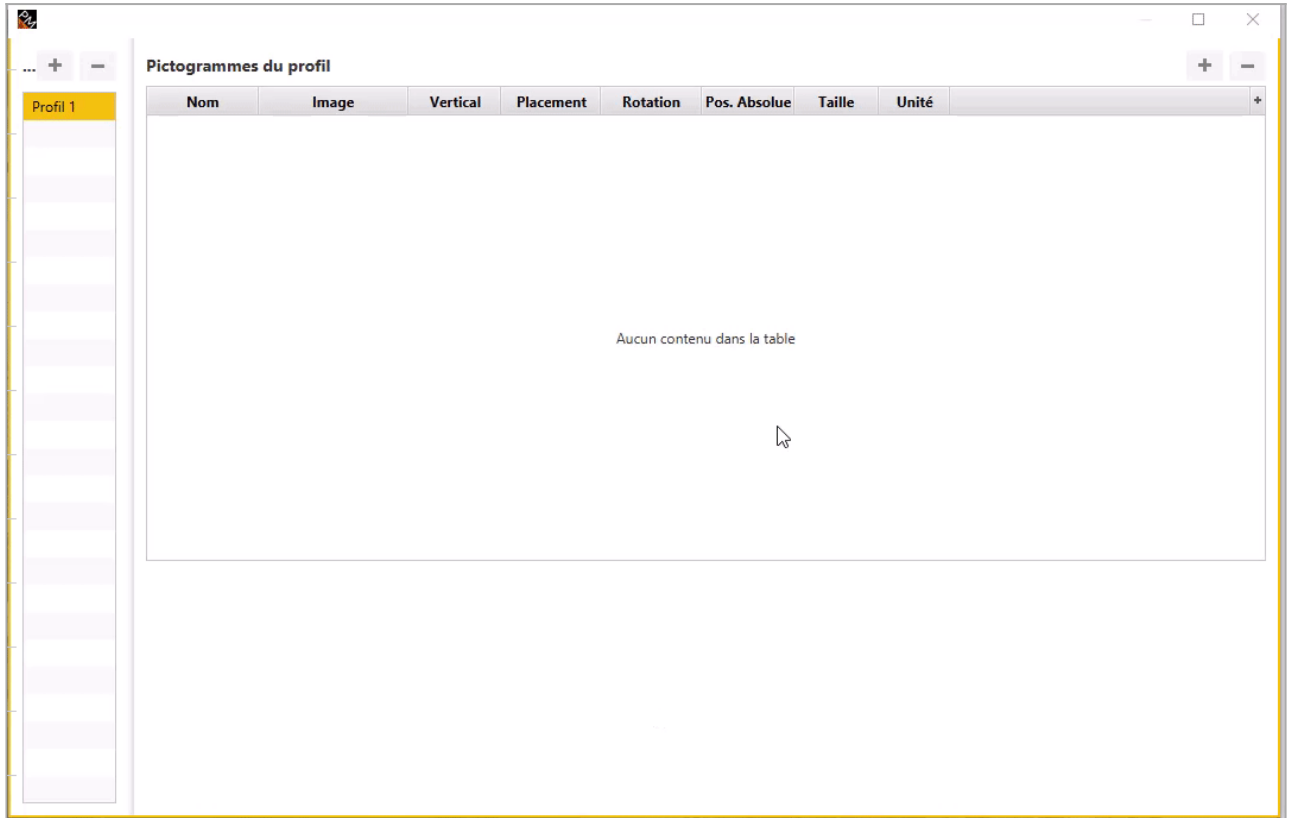 PM
... + −
Pictogrammes du profil + −
Profil 1
Nom Image Vertical Placement Rotation Pos. Absolue Taille Unité +
Aucun contenu dans la table